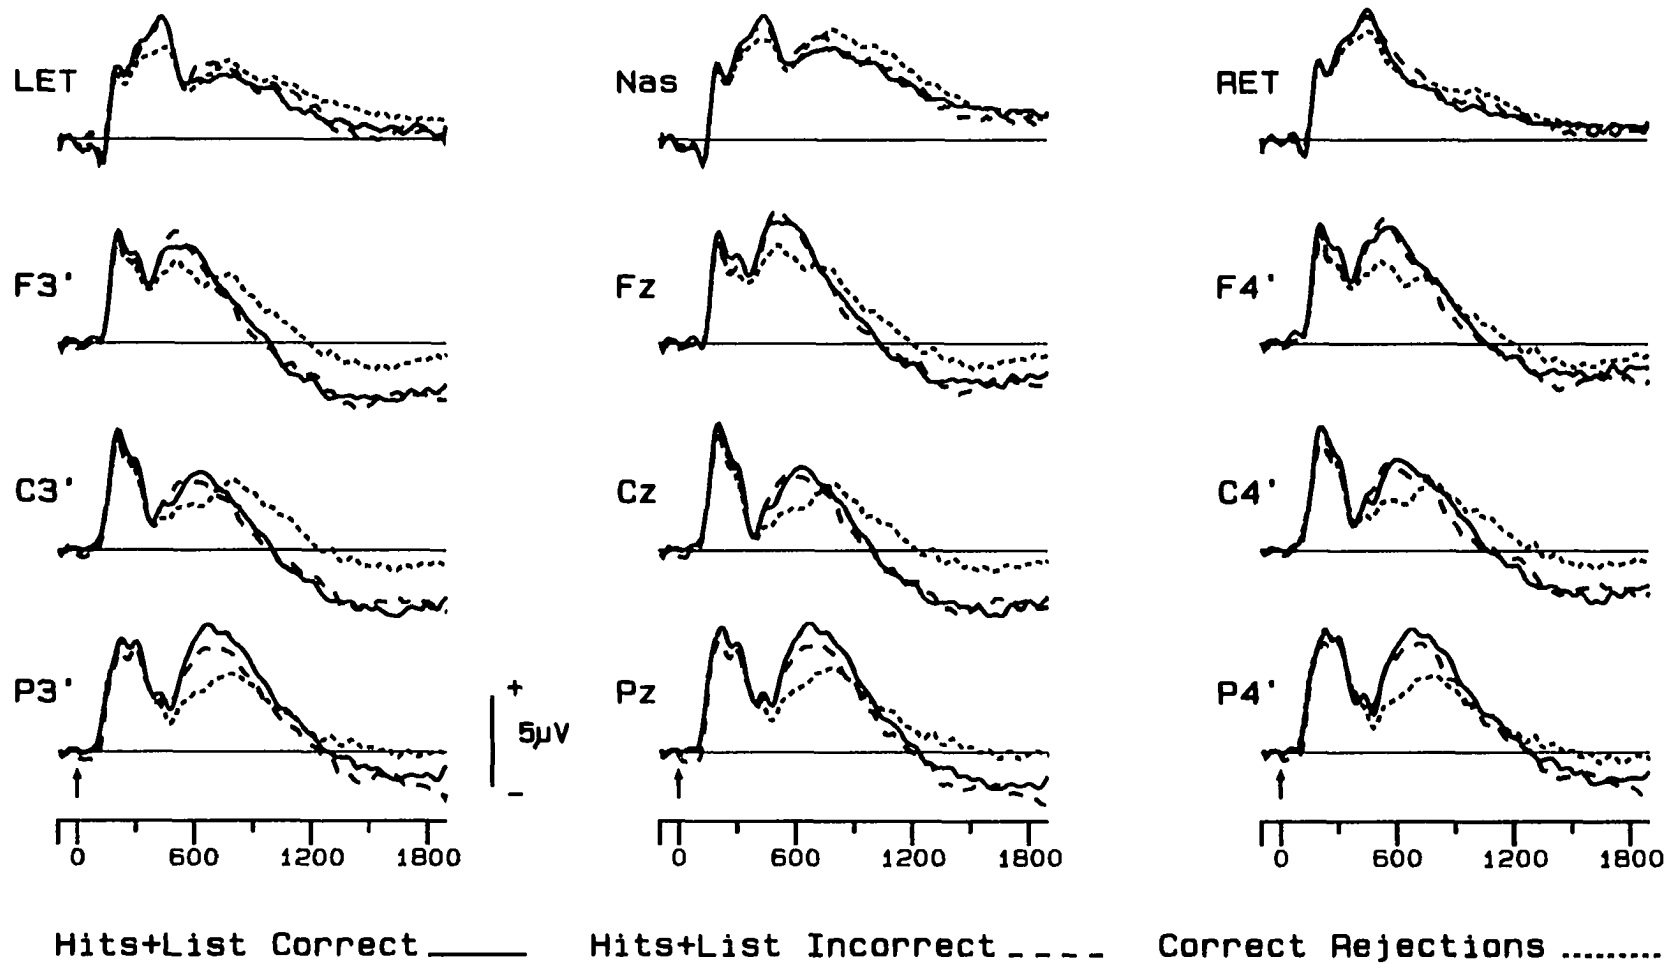 LET Nas RET
F3' Fz F4'
C3' Cz C4'
P3' Pz P4'
+
5µV
−
0 600 1200 1800 0 600 1200 1800 0 600 1200 1800
Hits+List Correct Hits+List Incorrect Correct Rejections